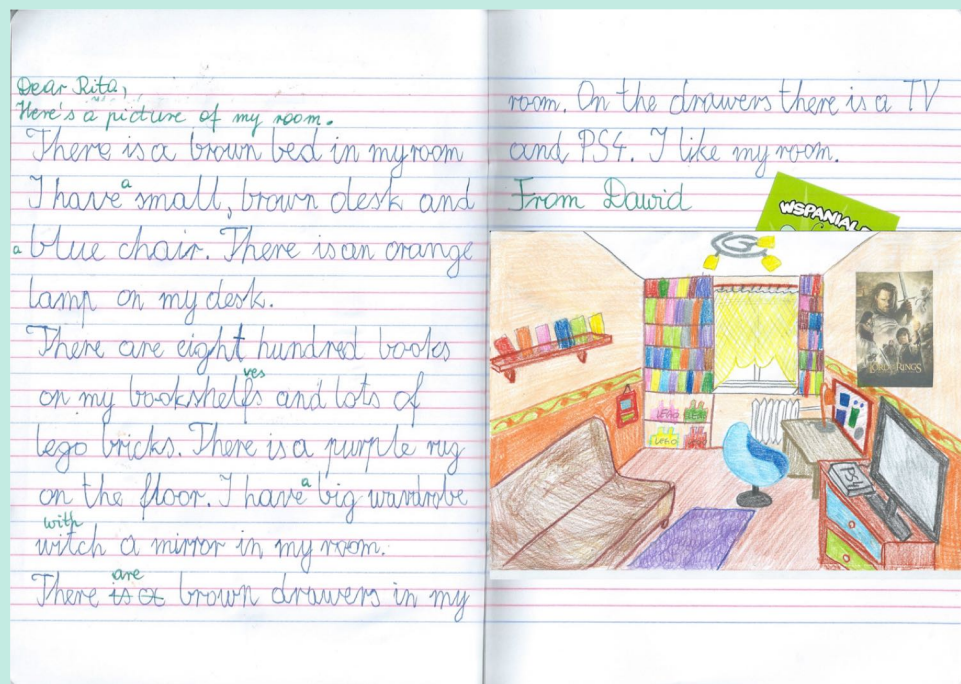 Dear Rita,
Here's a picture of my room.
There is a brown bed in my room
I have a small, brown desk and
a blue chair. There is an orange
lamp on my desk.
There are eight hundred books
on my bookshelfs ves and lots of
lego bricks. There is a purple rug
on the floor. I have a big wardrobe
with
witch a mirror in my room.
are
There is a brown drawers in my
room. On the drawers there is a TV
and PS4. I like my room.
From Dawid
WSPANIALE
LEGO
LEGO
THE LORD OF THE RINGS
PS4